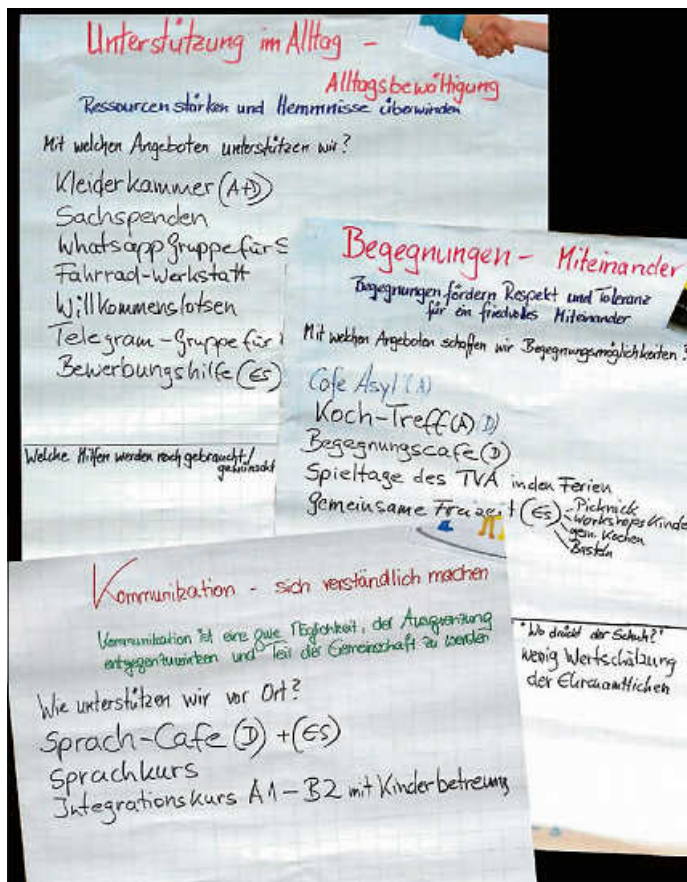 Unterstützung im Alltag -
Alltagsbewältigung
Ressourcen stärken und Hemmnisse überwinden
Mit welchen Angeboten unterstützen wir?
Kleiderkammer (A+D)
Sachspenden
Whatsapp Gruppe für S
Fahrrad-Werkstatt
Willkommenslotsen
Telegram-Gruppe für
Bewerbungshilfe (ES)
Welche Hilfen werden noch gebraucht/
gewünscht
Begegnungen - Miteinander
Begegnungen fördern Respekt und Toleranz
für ein friedvolles Miteinander
Mit welchen Angeboten schaffen wir Begegnungsmöglichkeiten?
Cafe Asyl (A)
Koch-Treff (A) (D)
Begegnungscafe (D)
Spieltage des TVA in den Ferien
gemeinsame Freizeit (ES) - Picknick
Workshops Kinde
gem. Kochen
Basteln
"Wo drückt der Schuh?"
wenig Wertschätzung
der Ehrenamtlichen
Kommunikation - sich verständlich machen
Kommunikation ist eine gute Möglichkeit, der Ausgrenzung
entgegenzuwirken und Teil der Gemeinschaft zu werden
Wie unterstützen wir vor Ort?
Sprach-Cafe (D) + (ES)
Sprachkurs
Integrationskurs A1-B2 mit Kinderbetreung